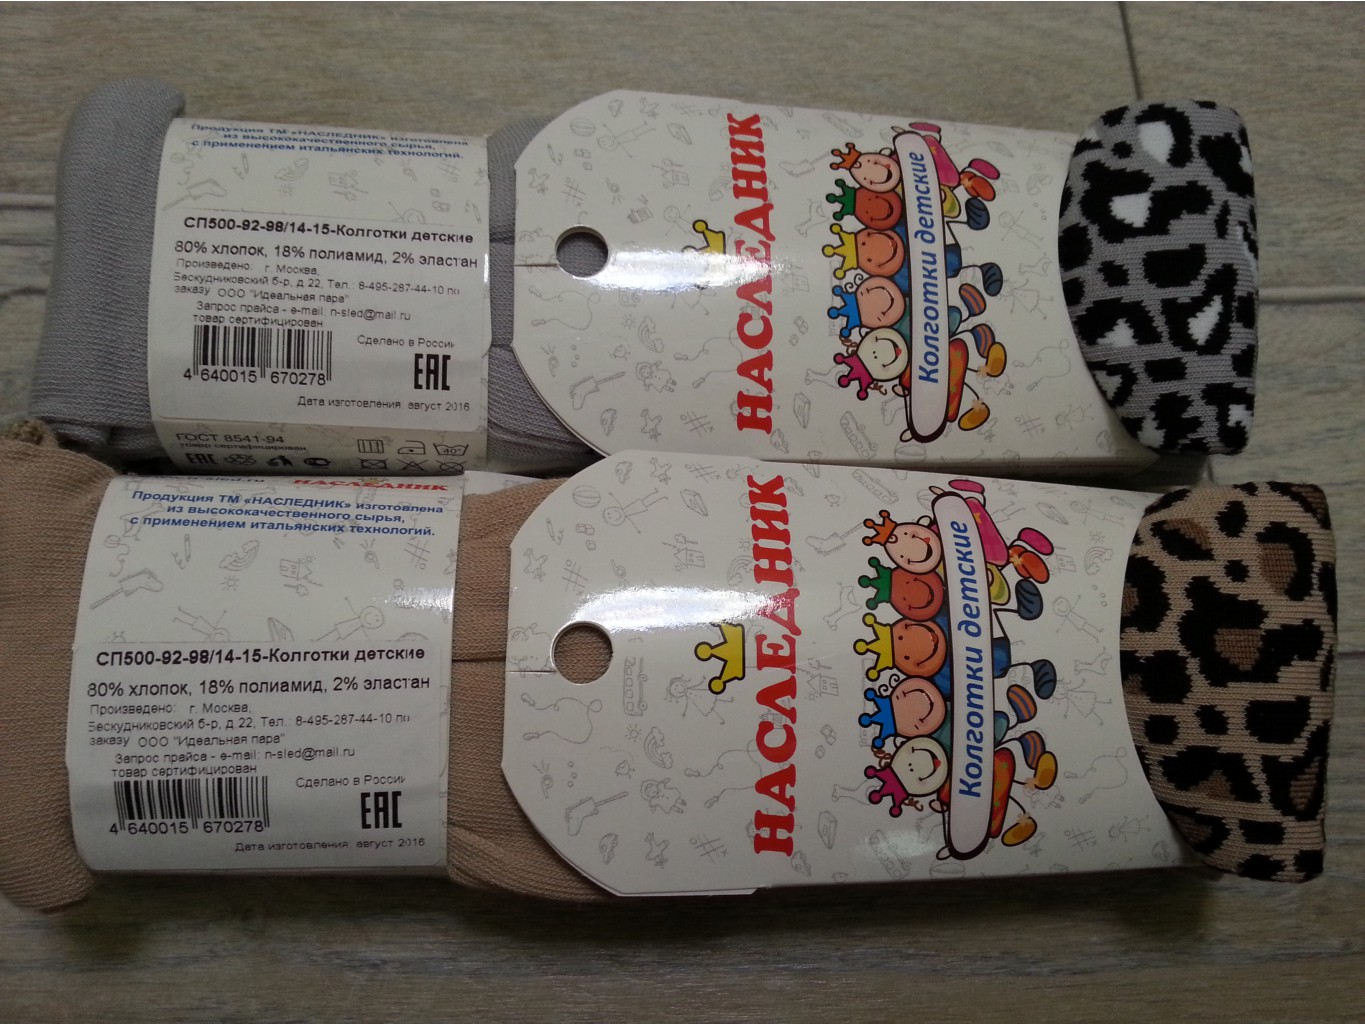 Продукция ТМ «НАСЛЕДНИК» изготовлена
из высококачественного сырья,
с применением итальянских технологий.
СП500-92-98/14-15-Колготки детские
80% хлопок, 18% полиамид, 2% эластан
Произведено: г. Москва,
Бескудниковский б-р, д 22, Тел.: 8-495-287-44-10 по
заказу ООО "Идеальная пара"
Запрос прайса - e-mail: n-sled@mail.ru
товар сертифицирован
Сделано в России
EAC
4 640015 670278
Дата изготовления: август 2016
ГОСТ 8541-94
товар сертифицирован
EAC
40°
НАСЛЕДНИК
Колготки детские
НАСЛЕДНИК
Продукция ТМ «НАСЛЕДНИК» изготовлена
из высококачественного сырья,
с применением итальянских технологий.
СП500-92-98/14-15-Колготки детские
80% хлопок, 18% полиамид, 2% эластан
Произведено: г. Москва,
Бескудниковский б-р, д 22, Тел.: 8-495-287-44-10 по
заказу ООО "Идеальная пара"
Запрос прайса - e-mail: n-sled@mail.ru
товар сертифицирован
Сделано в России
EAC
4 640015 670278
Дата изготовления: август 2016
НАСЛЕДНИК
Колготки детские